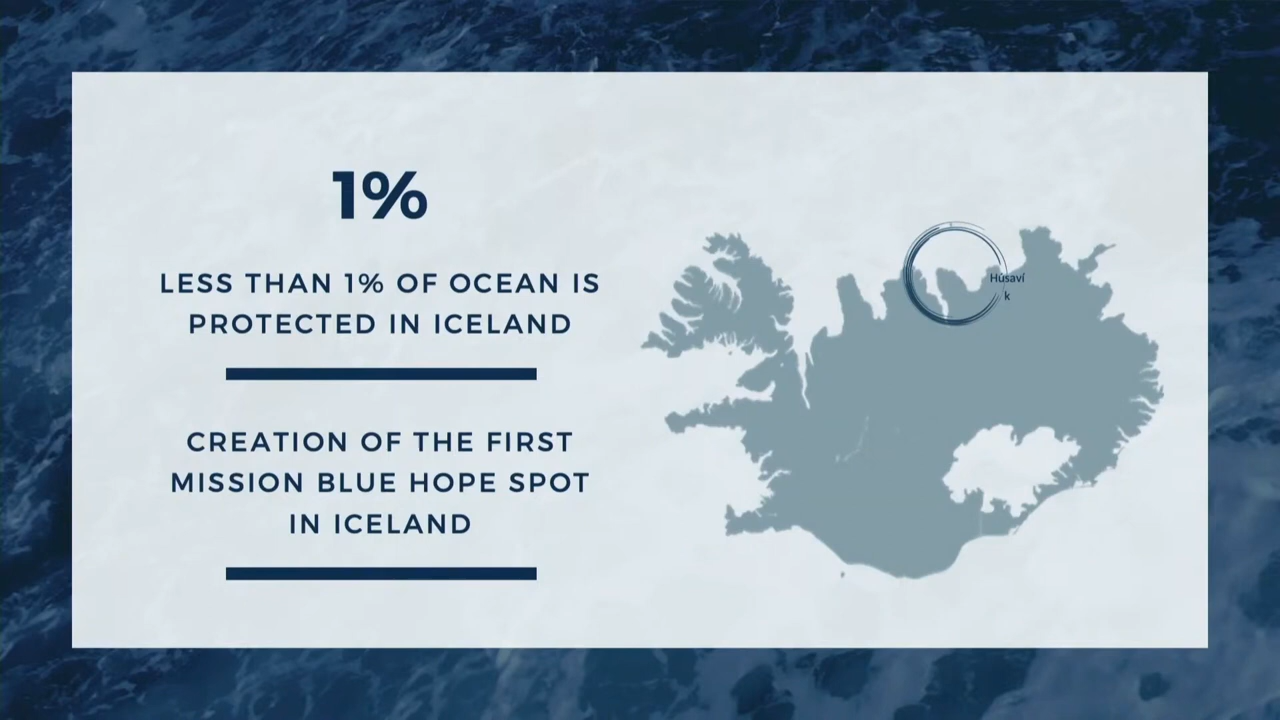 1%
LESS THAN 1% OF OCEAN IS
PROTECTED IN ICELAND
CREATION OF THE FIRST
MISSION BLUE HOPE SPOT
IN ICELAND
Húsaví
k